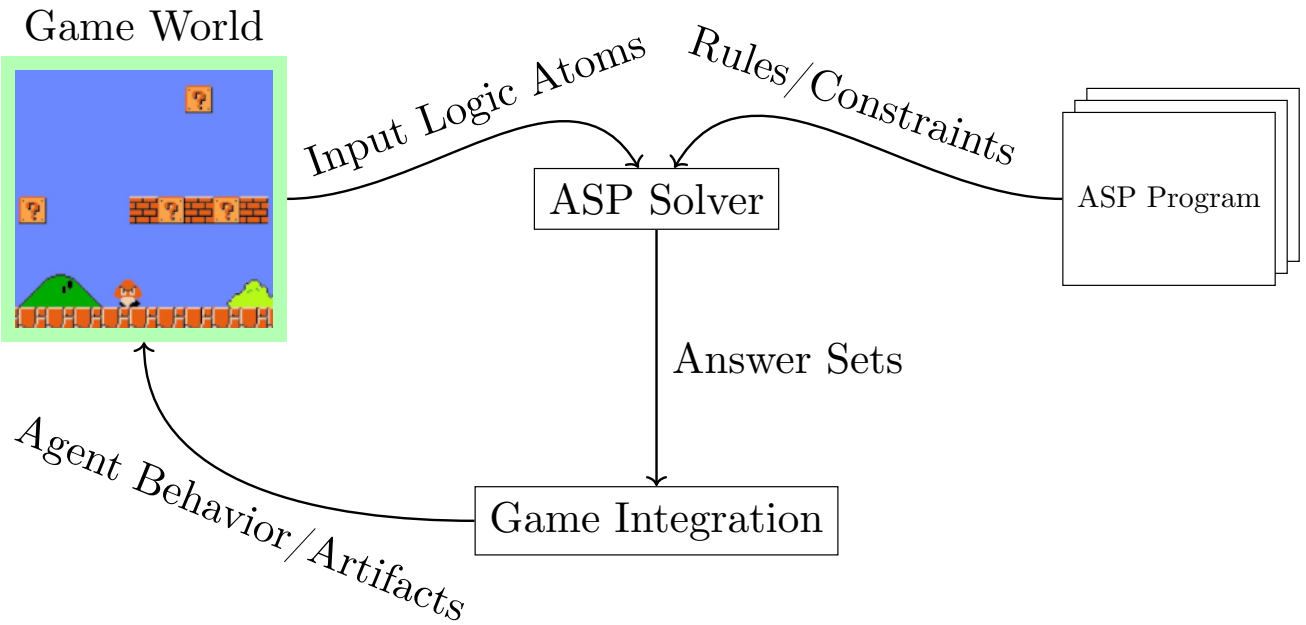 Game World
Input Logic Atoms
Rules/Constraints
?
?
?
?
ASP Solver
ASP Program
Answer Sets
Agent Behavior/Artifacts
Game Integration